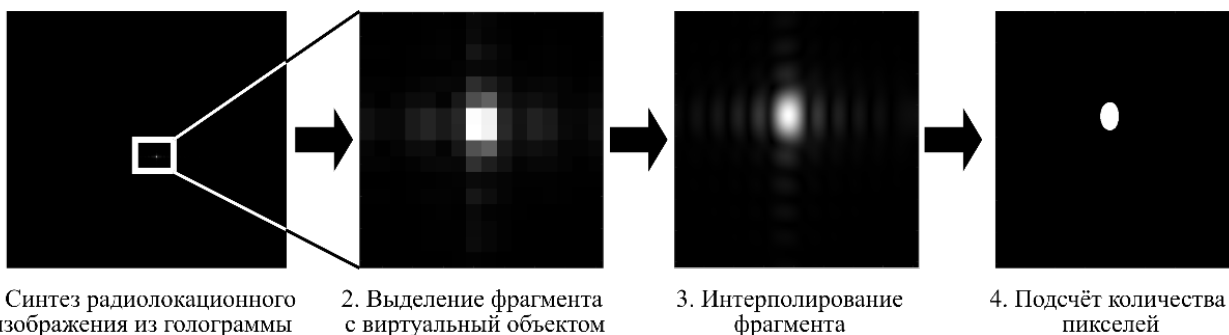 Синтез радиолокационного
изображения из голограммы
2. Выделение фрагмента
с виртуальный объектом
3. Интерполирование
фрагмента
4. Подсчёт количества
пикселей